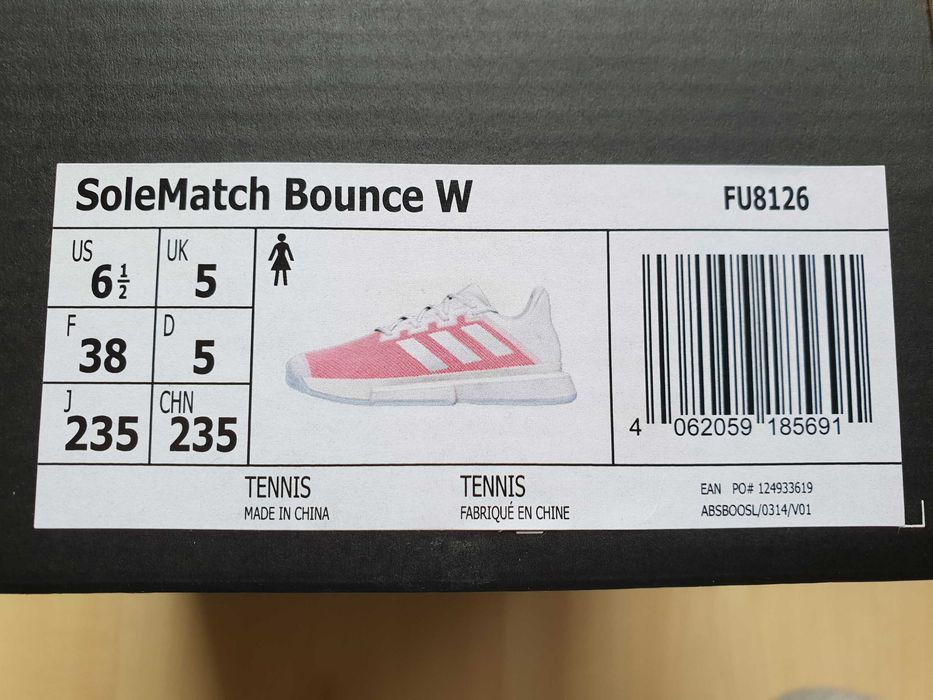 SoleMatch Bounce W FU8126
US 6 1/2 UK 5
F 38 D 5
J 235 CHN 235
4 062059 185691
TENNIS
MADE IN CHINA
TENNIS
FABRIQUÉ EN CHINE
EAN PO# 124933619
ABSBOOSL/0314/V01